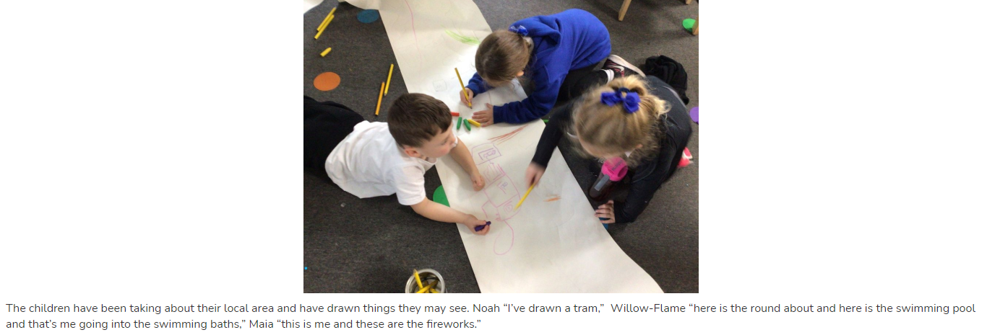 The children have been taking about their local area and have drawn things they may see. Noah “I’ve drawn a tram,”  Willow-Flame “here is the round about and here is the swimming pool
and that’s me going into the swimming baths,” Maia “this is me and these are the fireworks.”